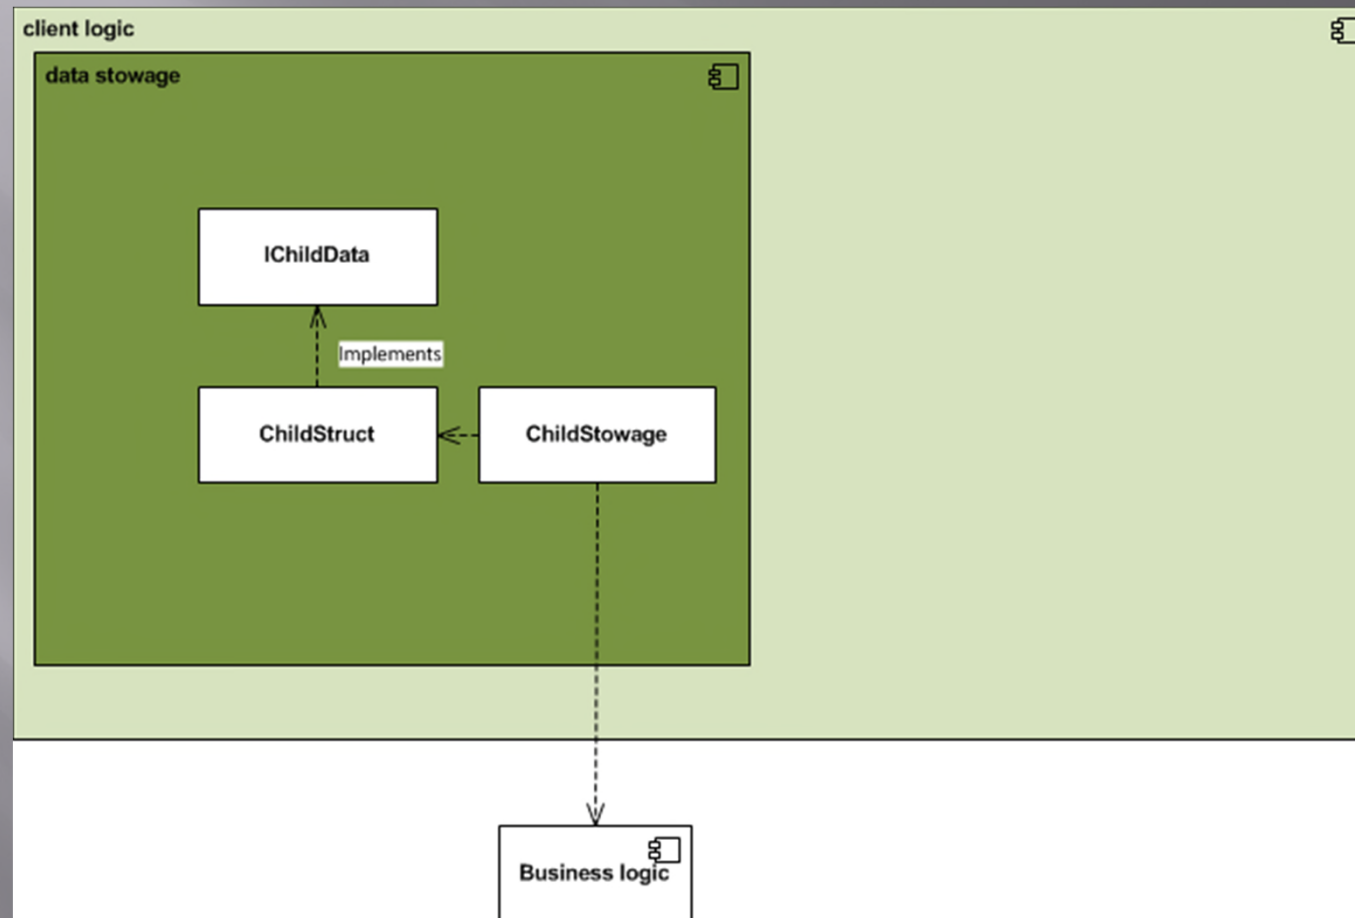 client logic
data stowage
IChildData
Implements
ChildStruct
ChildStowage
Business logic